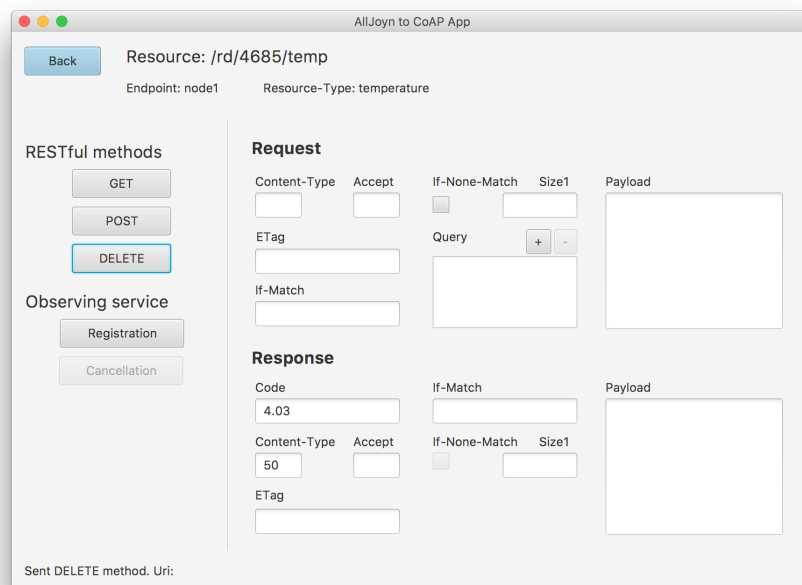 AllJoyn to CoAP App
Back
Resource: /rd/4685/temp
Endpoint: node1
Resource-Type: temperature
RESTful methods
GET
POST
DELETE
Observing service
Registration
Cancellation
Request
Content-Type
Accept
If-None-Match
Size1
Payload
ETag
Query
+
-
If-Match
Response
Code
If-Match
Payload
4.03
Content-Type
Accept
If-None-Match
Size1
50
ETag
Sent DELETE method. Uri: